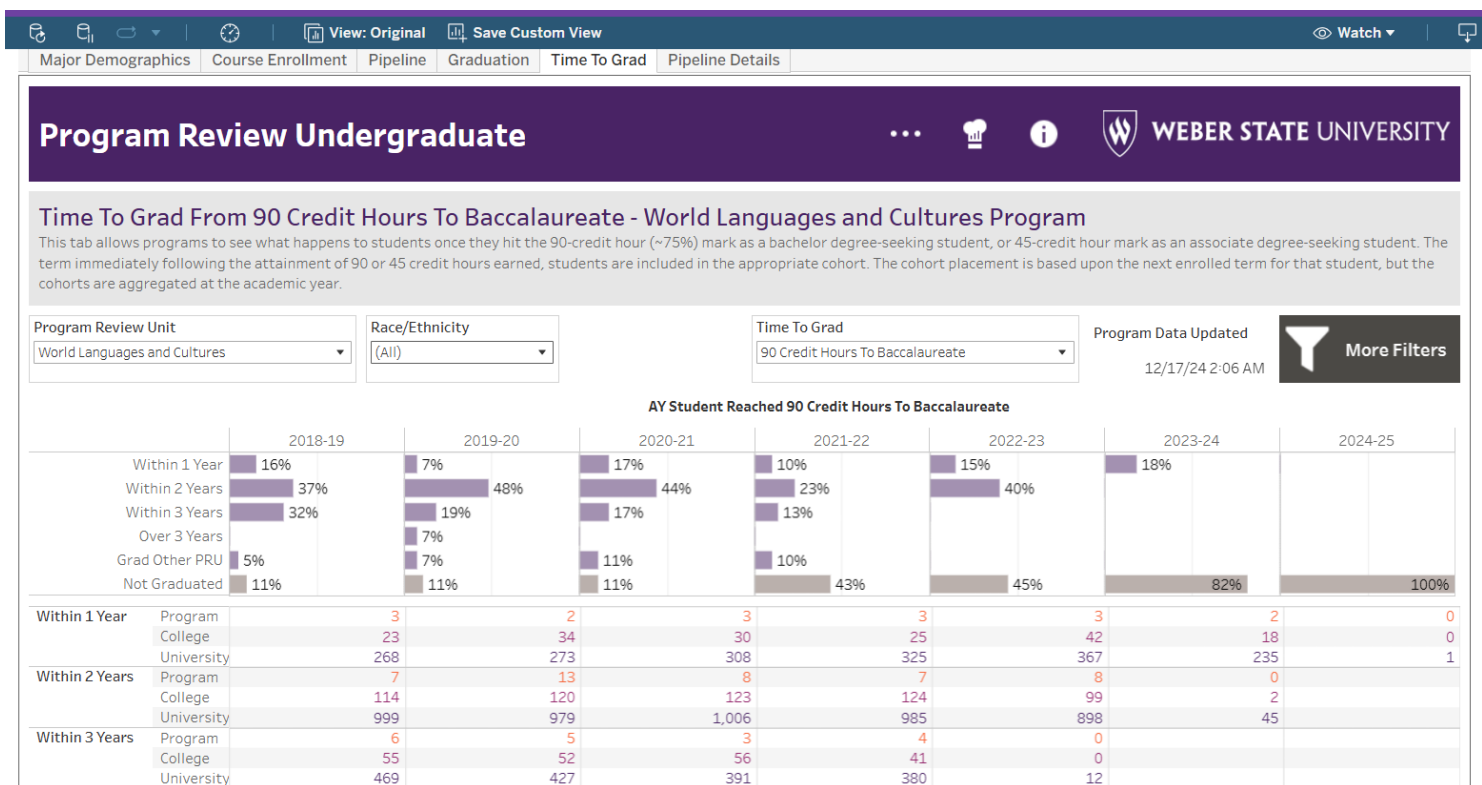 View: Original Save Custom View Watch
Major Demographics Course Enrollment Pipeline Graduation Time To Grad Pipeline Details
Program Review Undergraduate
W WEBER STATE UNIVERSITY
Time To Grad From 90 Credit Hours To Baccalaureate - World Languages and Cultures Program
This tab allows programs to see what happens to students once they hit the 90-credit hour (~75%) mark as a bachelor degree-seeking student, or 45-credit hour mark as an associate degree-seeking student. The
term immediately following the attainment of 90 or 45 credit hours earned, students are included in the appropriate cohort. The cohort placement is based upon the next enrolled term for that student, but the
cohorts are aggregated at the academic year.
Program Review Unit Race/Ethnicity Time To Grad Program Data Updated More Filters
World Languages and Cultures (All) 90 Credit Hours To Baccalaureate 12/17/24 2:06 AM
AY Student Reached 90 Credit Hours To Baccalaureate
2018-19 2019-20 2020-21 2021-22 2022-23 2023-24 2024-25
Within 1 Year 16% 7% 17% 10% 15% 18%
Within 2 Years 37% 48% 44% 23% 40%
Within 3 Years 32% 19% 17% 13%
Over 3 Years 7%
Grad Other PRU 5% 7% 11% 10%
Not Graduated 11% 11% 11% 43% 45% 82% 100%
Within 1 Year Program 3 2 3 3 3 2 0
College 23 34 30 25 42 18 0
University 268 273 308 325 367 235 1
Within 2 Years Program 7 13 8 7 8 0
College 114 120 123 124 99 2
University 999 979 1,006 985 898 45
Within 3 Years Program 6 5 3 4 0
College 55 52 56 41 0
University 469 427 391 380 12